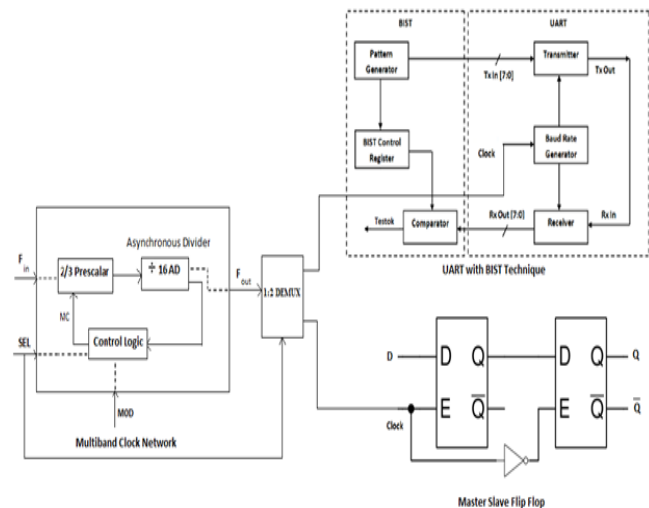 BIST
UART
Pattern
Generator
Tx in [7:0]
Transmitter
Tx Out
BIST Control
Register
Clock
Baud Rate
Generator
Testok
Comparator
Rx Out [7:0]
Receiver
Rx In
UART with BIST Technique
Asynchronous Divider
F in
2/3 Prescalar
÷ 16 AD
F out
1:2 DEMUX
MC
SEL
Control Logic
MOD
Multiband Clock Network
D
D Q
D Q
Q
E Q̅
E Q̅
Q̅
Clock
Master Slave Flip Flop